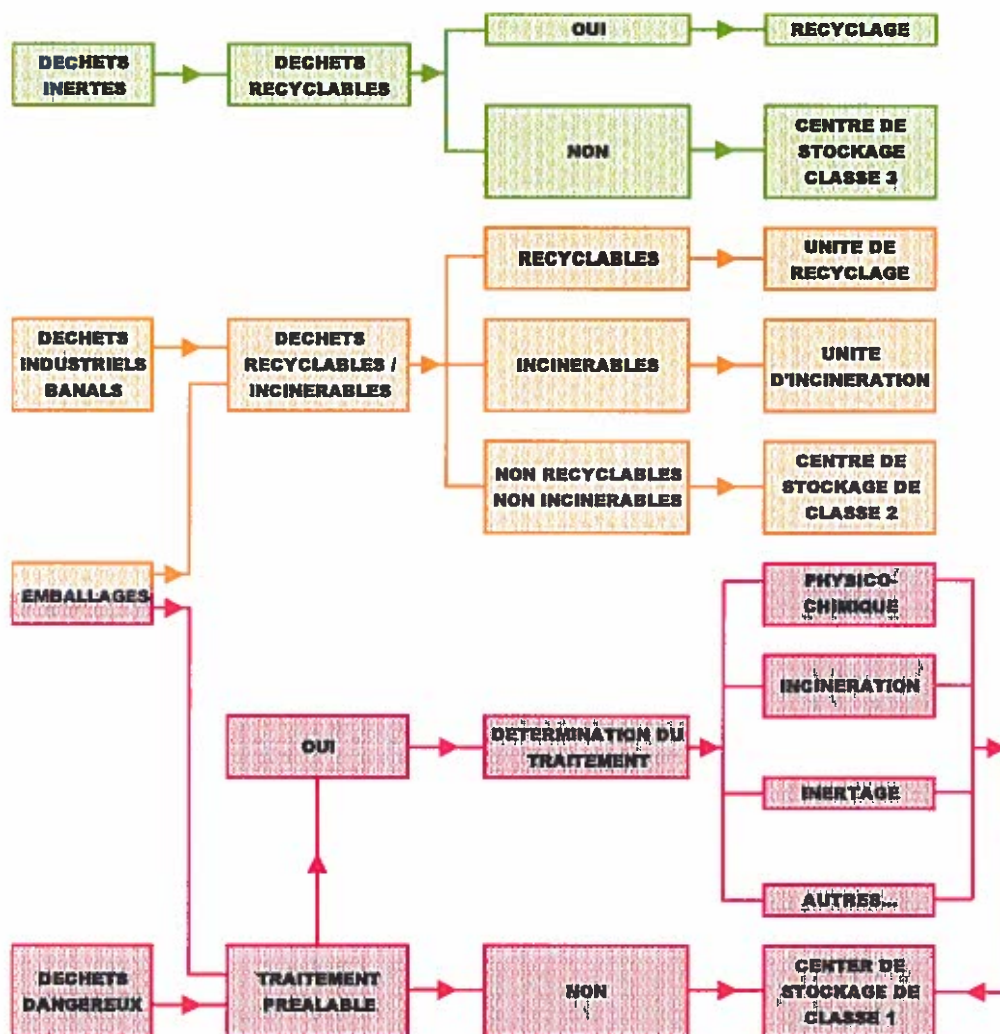 DECHETS
INERTES
DECHETS
RECYCLABLES
OUI
RECYCLAGE
NON
CENTRE DE
STOCKAGE
CLASSE 3
DECHETS
INDUSTRIELS
BANALS
DECHETS
RECYCLABLES /
INCINERABLES
RECYCLABLES
UNITE DE
RECYCLAGE
INCINERABLES
UNITE
D'INCINERATION
NON RECYCLABLES
NON INCINERABLES
CENTRE DE
STOCKAGE DE
CLASSE 2
EMBALLAGES
OUI
DETERMINATION DU
TRAITEMENT
PHYSICO-
CHIMIQUE
INCINERATION
INERTAGE
AUTRES...
DECHETS
DANGEREUX
TRAITEMENT
PREALABLE
NON
CENTER DE
STOCKAGE DE
CLASSE 1